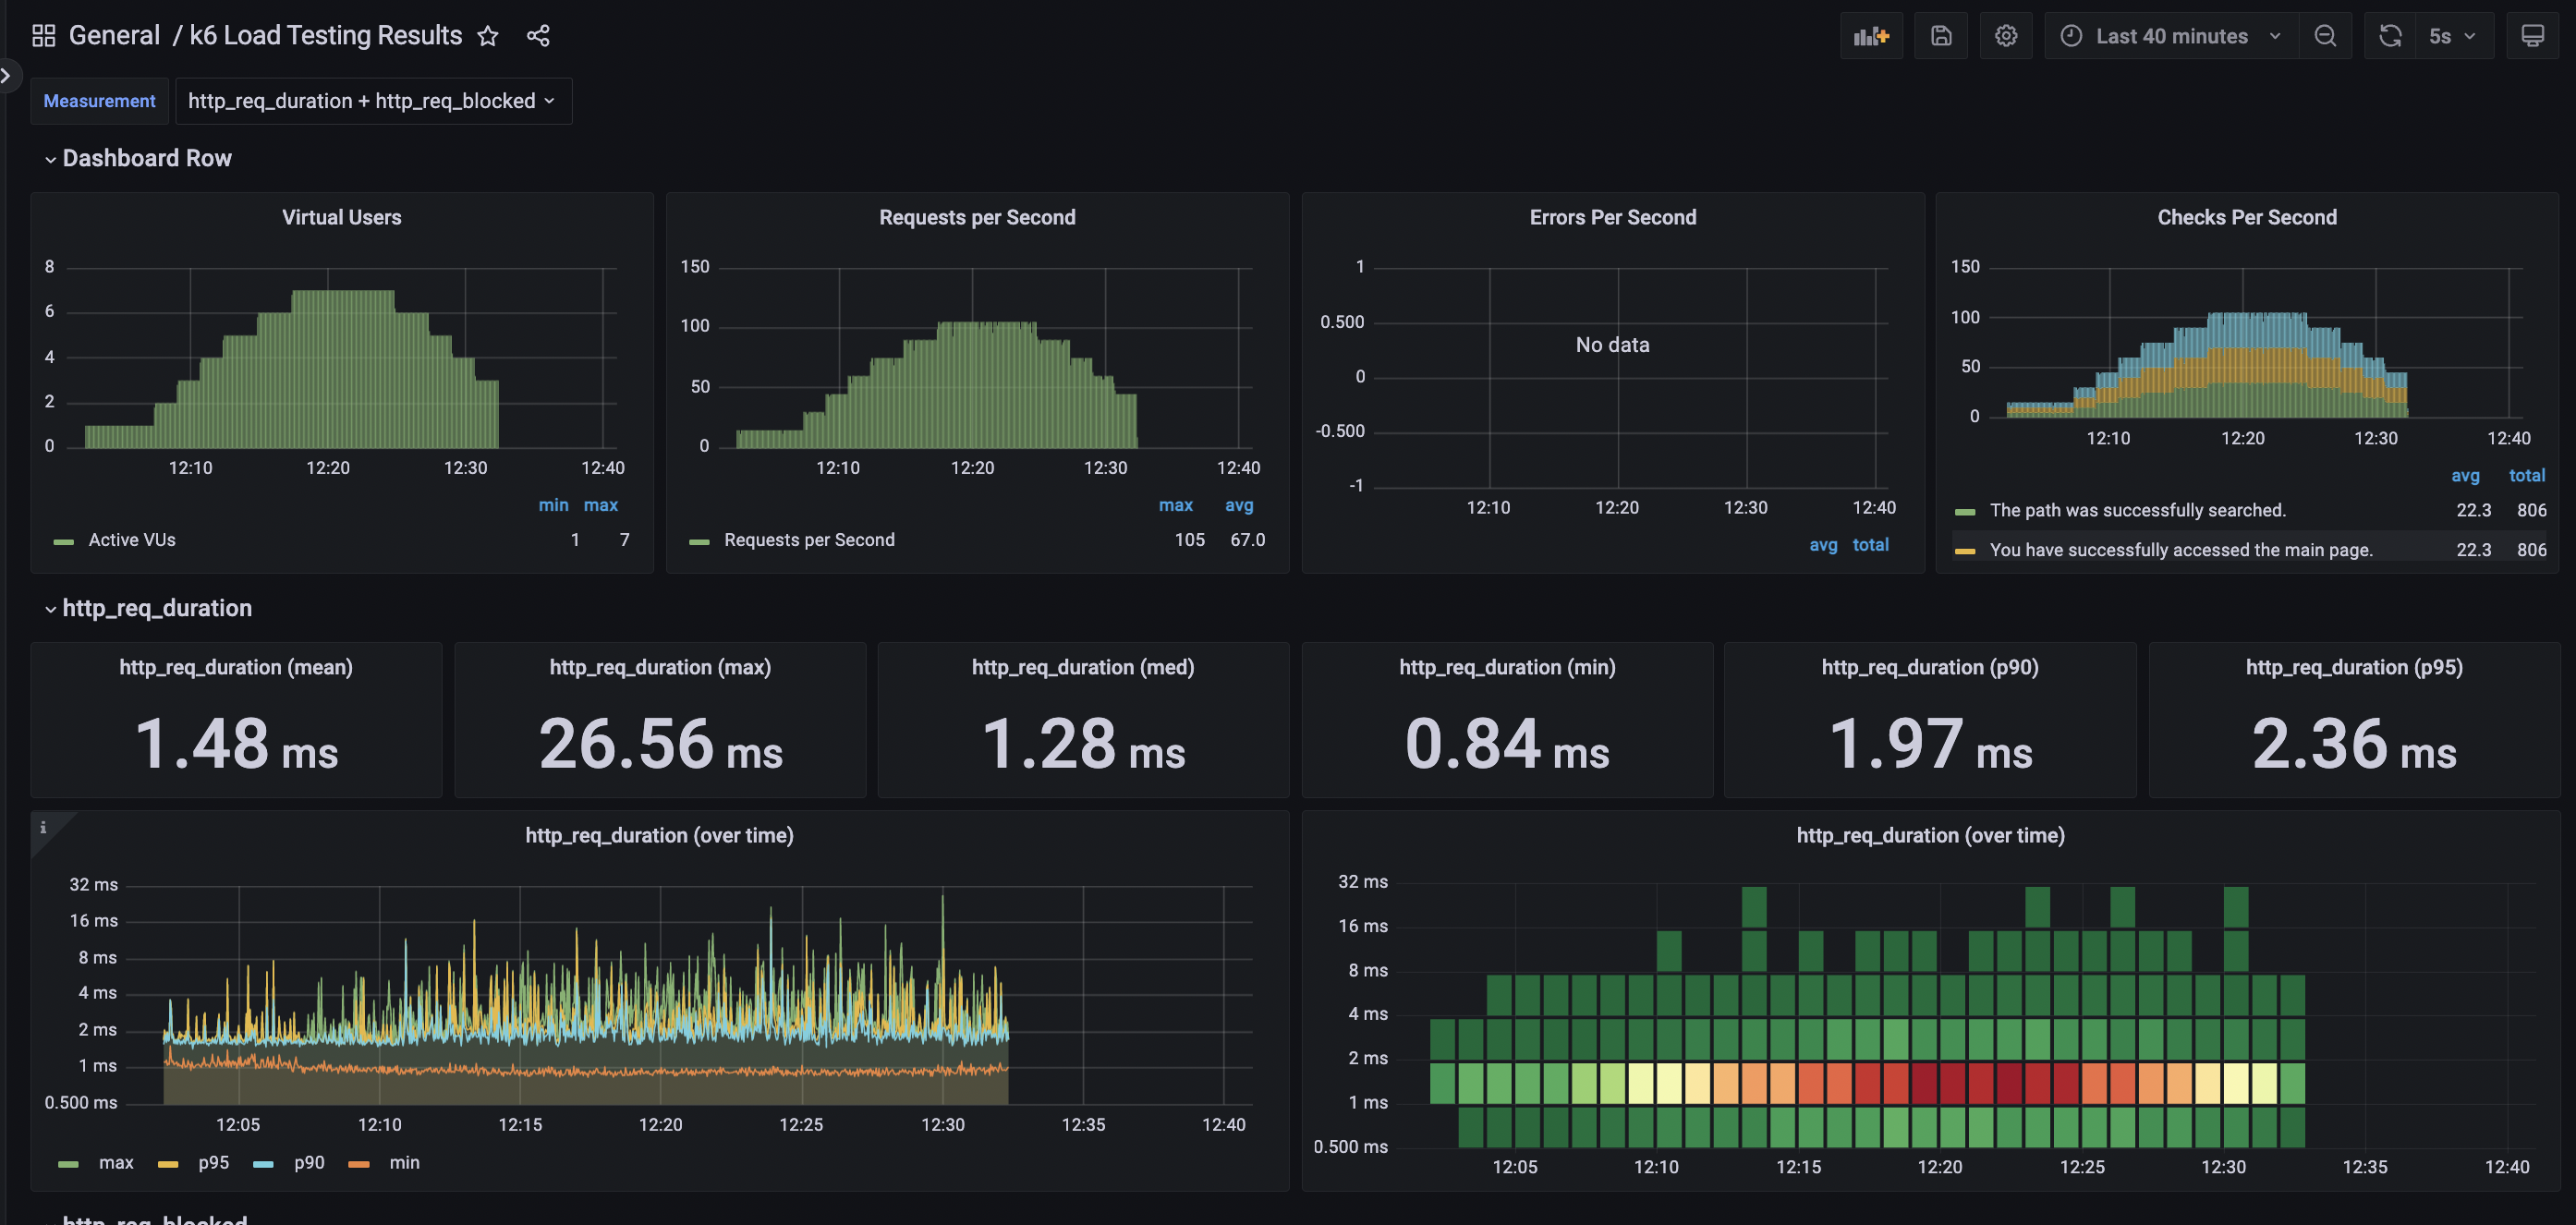 General / k6 Load Testing Results
Last 40 minutes
5s
Measurement
http_req_duration + http_req_blocked
Dashboard Row
Virtual Users
8
6
4
2
0
12:10 12:20 12:30 12:40
min max
Active VUs 1 7
Requests per Second
150
100
50
0
12:10 12:20 12:30 12:40
max avg
Requests per Second 105 67.0
Errors Per Second
1
0.500
0
-0.500
-1
No data
12:10 12:20 12:30 12:40
avg total
Checks Per Second
150
100
50
0
12:10 12:20 12:30 12:40
avg total
The path was successfully searched. 22.3 806
You have successfully accessed the main page. 22.3 806
http_req_duration
http_req_duration (mean)
1.48 ms
http_req_duration (max)
26.56 ms
http_req_duration (med)
1.28 ms
http_req_duration (min)
0.84 ms
http_req_duration (p90)
1.97 ms
http_req_duration (p95)
2.36 ms
i
http_req_duration (over time)
32 ms
16 ms
8 ms
4 ms
2 ms
1 ms
0.500 ms
12:05 12:10 12:15 12:20 12:25 12:30 12:35 12:40
max p95 p90 min
http_req_duration (over time)
32 ms
16 ms
8 ms
4 ms
2 ms
1 ms
0.500 ms
12:05 12:10 12:15 12:20 12:25 12:30 12:35 12:40
http_req_blocked